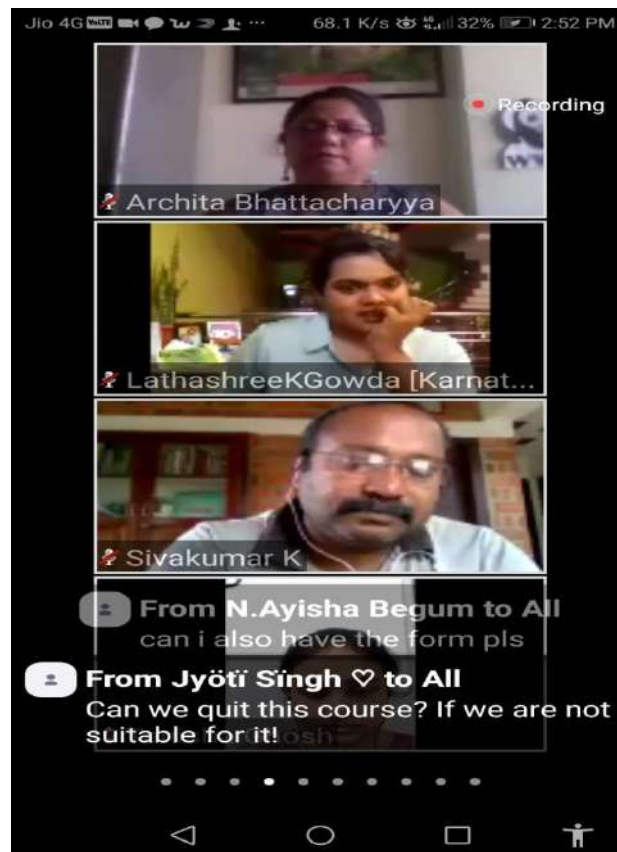 Jio 4G VoLTE ... 68.1 K/s 4G 32% 2:52 PM
Recording
Archita Bhattacharyya
LathashreeKGowda [Karnat...
Sivakumar K
From N.Ayisha Begum to All
can i also have the form pls
From Jyötï Sïngh ♡ to All
Can we quit this course? If we are not
suitable for it!